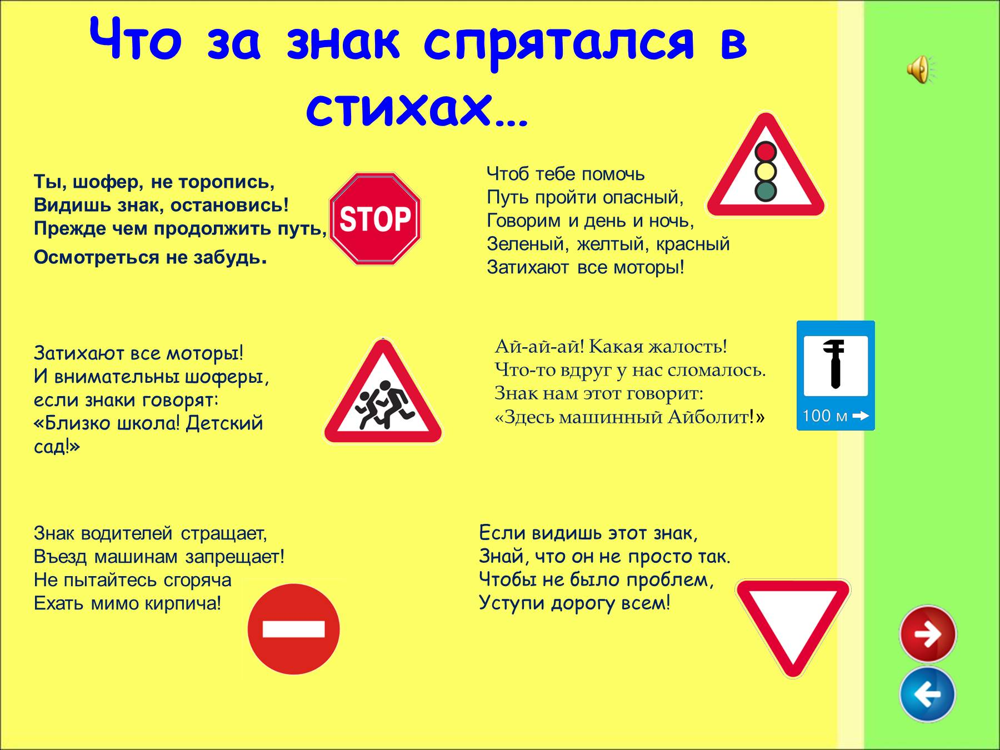 Что за знак спрятался в
стихах...
Ты, шофер, не торопись,
Видишь знак, остановись!
Прежде чем продолжить путь,
Осмотреться не забудь.
STOP
Чтоб тебе помочь
Путь пройти опасный,
Говорим и день и ночь,
Зеленый, желтый, красный
Затихают все моторы!
Затихают все моторы!
И внимательны шоферы,
если знаки говорят:
«Близко школа! Детский
сад!»
Ай-ай-ай! Какая жалость!
Что-то вдруг у нас сломалось.
Знак нам этот говорит:
«Здесь машинный Айболит!»
100 м
Знак водителей стращает,
Въезд машинам запрещает!
Не пытайтесь сгоряча
Ехать мимо кирпича!
Если видишь этот знак,
Знай, что он не просто так.
Чтобы не было проблем,
Уступи дорогу всем!